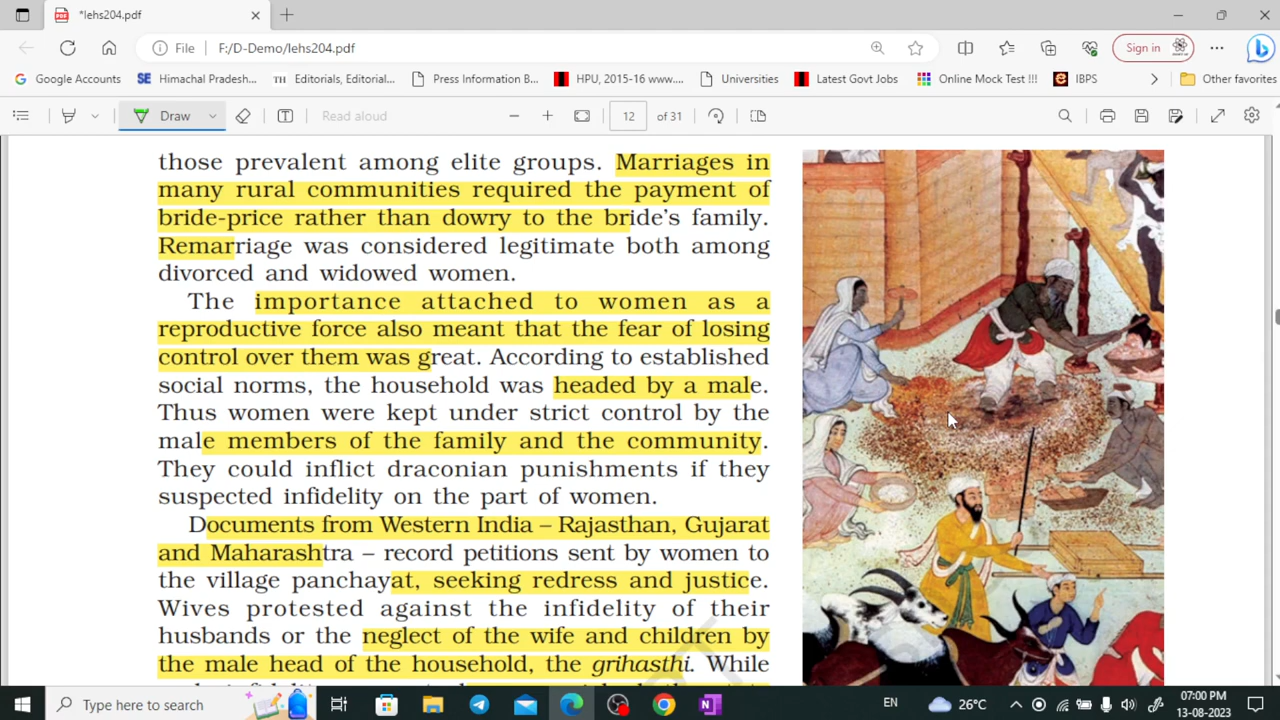 *lehs204.pdf
File F:/D-Demo/lehs204.pdf Sign in
Google Accounts SE Himachal Pradesh... TH Editorials, Editorial... Press Information B... HPU, 2015-16 www.... Universities Latest Govt Jobs Online Mock Test !!! IBPS Other favorites
Draw Read aloud 12 of 31
those prevalent among elite groups. Marriages in
many rural communities required the payment of
bride-price rather than dowry to the bride's family.
Remarriage was considered legitimate both among
divorced and widowed women.
The importance attached to women as a
reproductive force also meant that the fear of losing
control over them was great. According to established
social norms, the household was headed by a male.
Thus women were kept under strict control by the
male members of the family and the community.
They could inflict draconian punishments if they
suspected infidelity on the part of women.
Documents from Western India – Rajasthan, Gujarat
and Maharashtra – record petitions sent by women to
the village panchayat, seeking redress and justice.
Wives protested against the infidelity of their
husbands or the neglect of the wife and children by
the male head of the household, the grihasthi. While
Type here to search EN 26°C 07:00 PM
13-08-2023